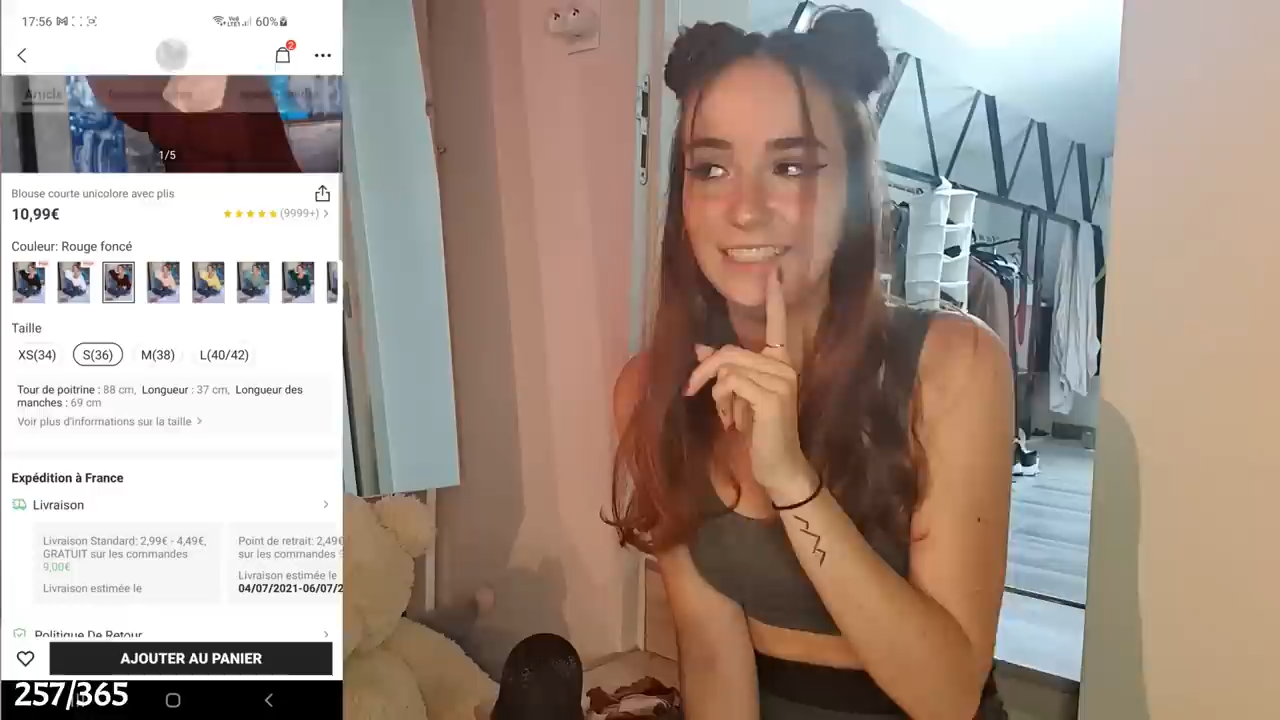 17:56
60%
2
Article
1/5
Blouse courte unicolore avec plis
10,99€
(9999+)
Couleur: Rouge foncé
Taille
XS(34) S(36) M(38) L(40/42)
Tour de poitrine : 88 cm, Longueur : 37 cm, Longueur des
manches : 69 cm
Voir plus d'informations sur la taille
Expédition à France
Livraison
Livraison Standard: 2,99€ - 4,49€,
GRATUIT sur les commandes
9,00€
Livraison estimée le
Point de retrait: 2,49€
sur les commandes
Livraison estimée le
04/07/2021-06/07/2
Politique De Retour
AJOUTER AU PANIER
257/365